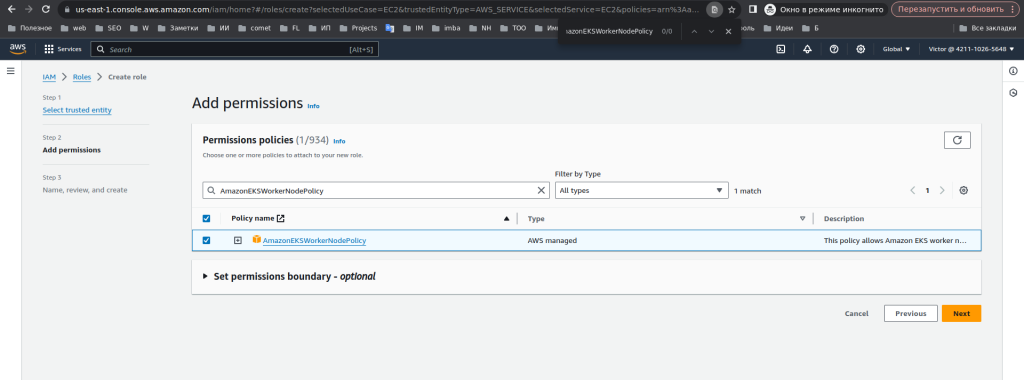 us-east-1.console.aws.amazon.com/iam/home?#/roles/create?selectedUseCase=EC2&trustedEntityType=AWS_SERVICE&selectedService=EC2&policies=arn%3Aa...
Окно в режиме инкогнито
Перезапустить и обновить
Полезное web SEO W Заметки ИИ comet FL ИП Projects IM imba NH ТОО Идеи Б Все закладки
azonEKSWorkerNodePolicy 0/0
aws Services Search [Alt+S] Global Victor @ 4211-1026-5648
IAM Roles Create role
Step 1
Select trusted entity
Step 2
Add permissions
Step 3
Name, review, and create
Add permissions Info
Permissions policies (1/934) Info
Choose one or more policies to attach to your new role.
Filter by Type
AmazonEKSWorkerNodePolicy All types 1 match 1
Policy name Type Description
AmazonEKSWorkerNodePolicy AWS managed This policy allows Amazon EKS worker n...
Set permissions boundary - optional
Cancel Previous Next